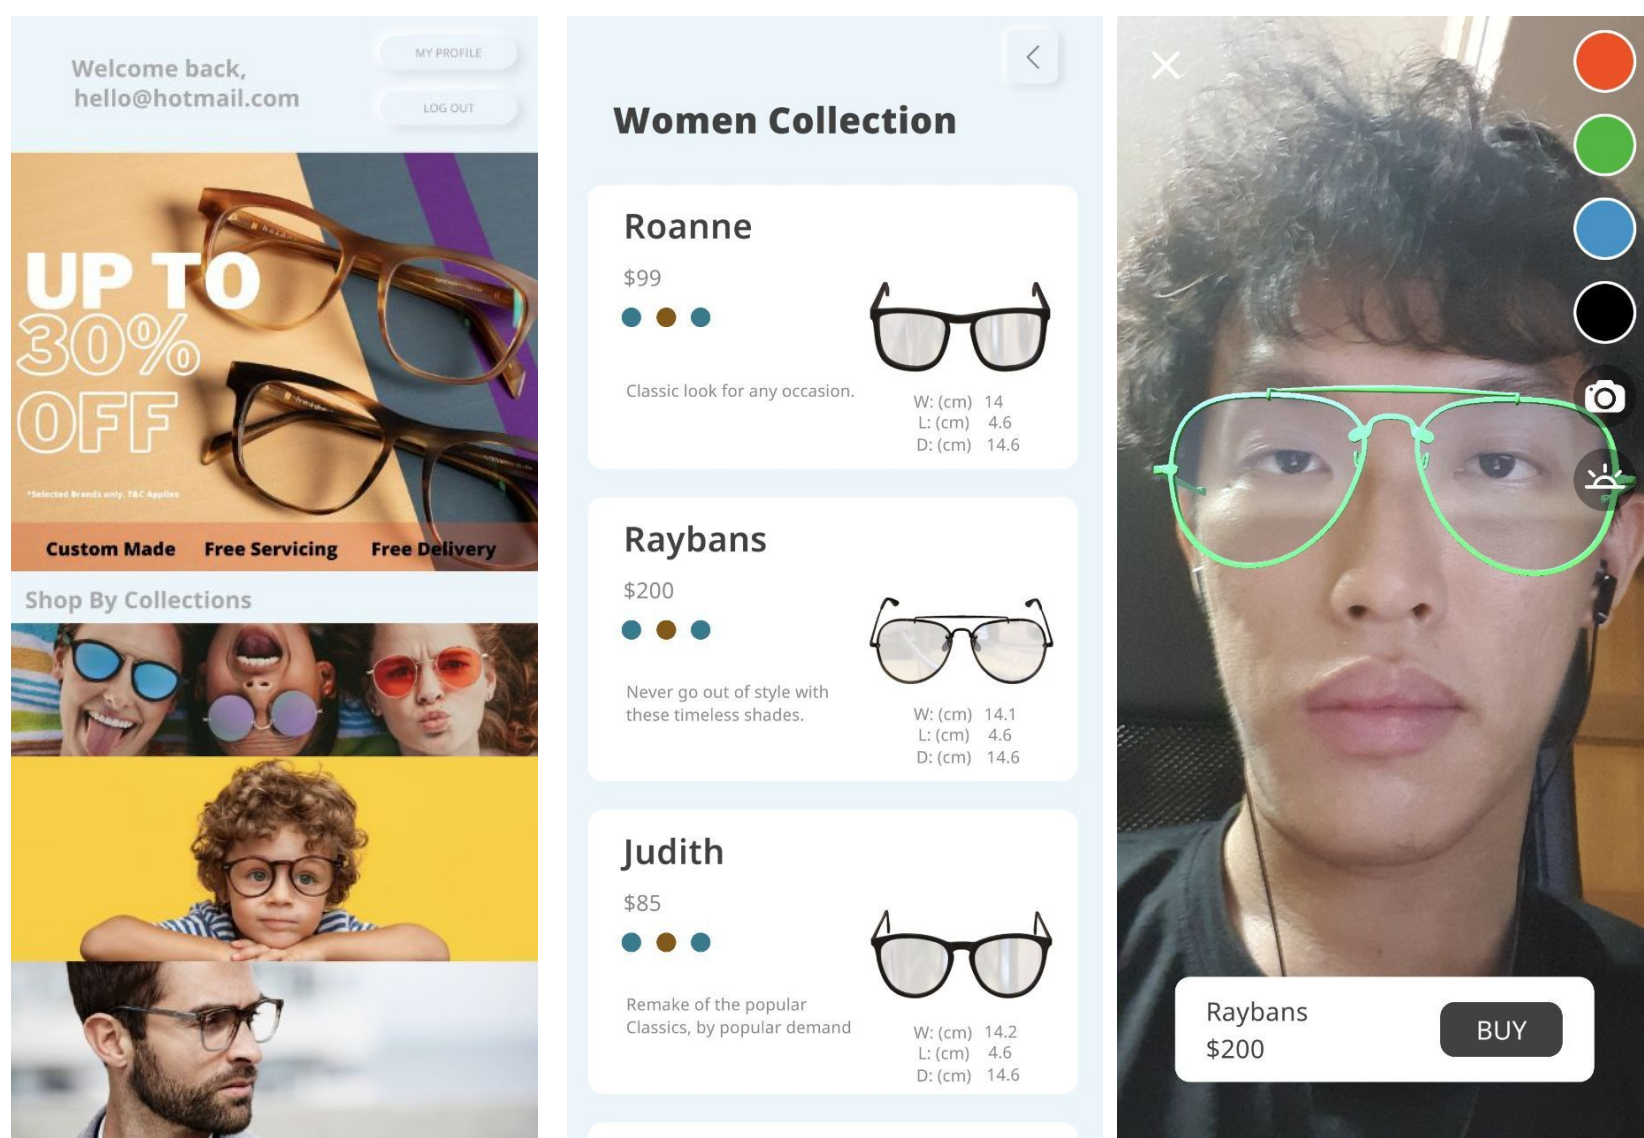 Welcome back,
hello@hotmail.com
MY PROFILE
LOG OUT
UP TO
30%
OFF
*Selected Brands only, T&C Applies
Custom Made Free Servicing Free Delivery
Shop By Collections
Women Collection
Roanne
$99
Classic look for any occasion.
W: (cm) 14
L: (cm) 4.6
D: (cm) 14.6
Raybans
$200
Never go out of style with
these timeless shades.
W: (cm) 14.1
L: (cm) 4.6
D: (cm) 14.6
Judith
$85
Remake of the popular
Classics, by popular demand
W: (cm) 14.2
L: (cm) 4.6
D: (cm) 14.6
Raybans
$200
BUY